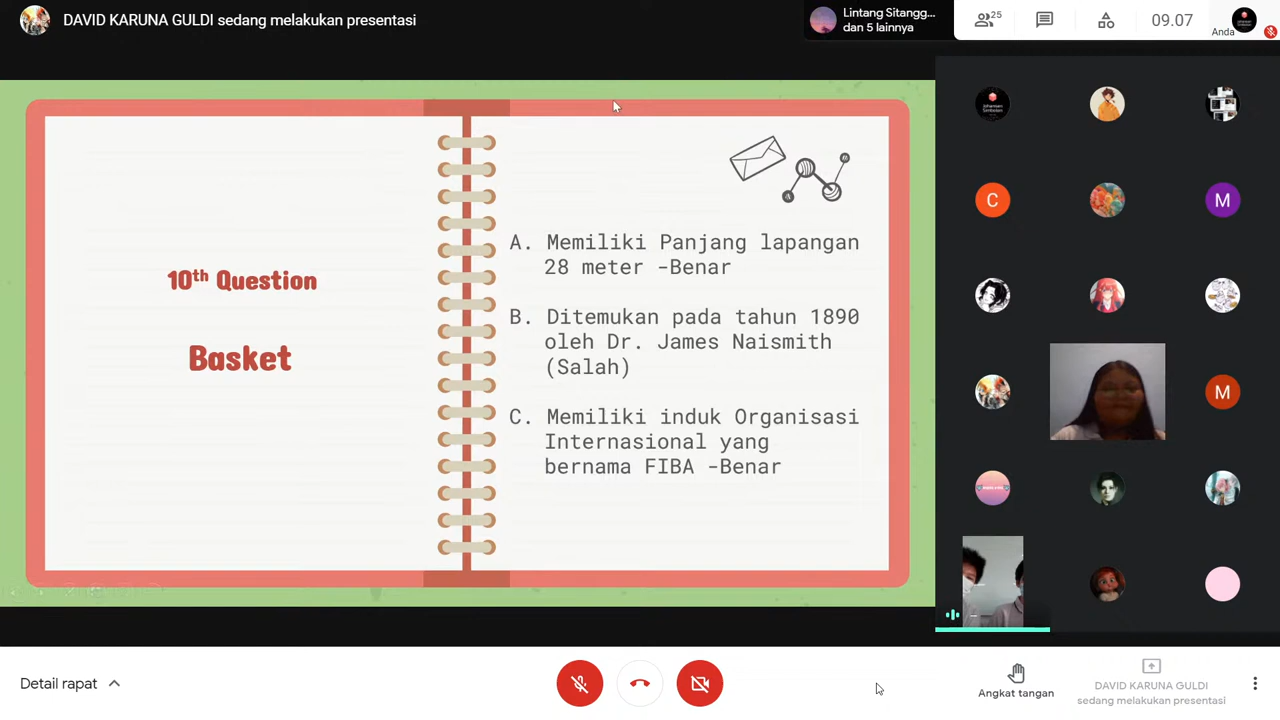 DAVID KARUNA GULDI sedang melakukan presentasi
Lintang Sitangg...
dan 5 lainnya
25
09.07
Anda
10th Question
Basket
A. Memiliki Panjang lapangan
28 meter -Benar
B. Ditemukan pada tahun 1890
oleh Dr. James Naismith
(Salah)
C. Memiliki induk Organisasi
Internasional yang
bernama FIBA -Benar
C
M
M
Detail rapat
Angkat tangan
DAVID KARUNA GULDI
sedang melakukan presentasi